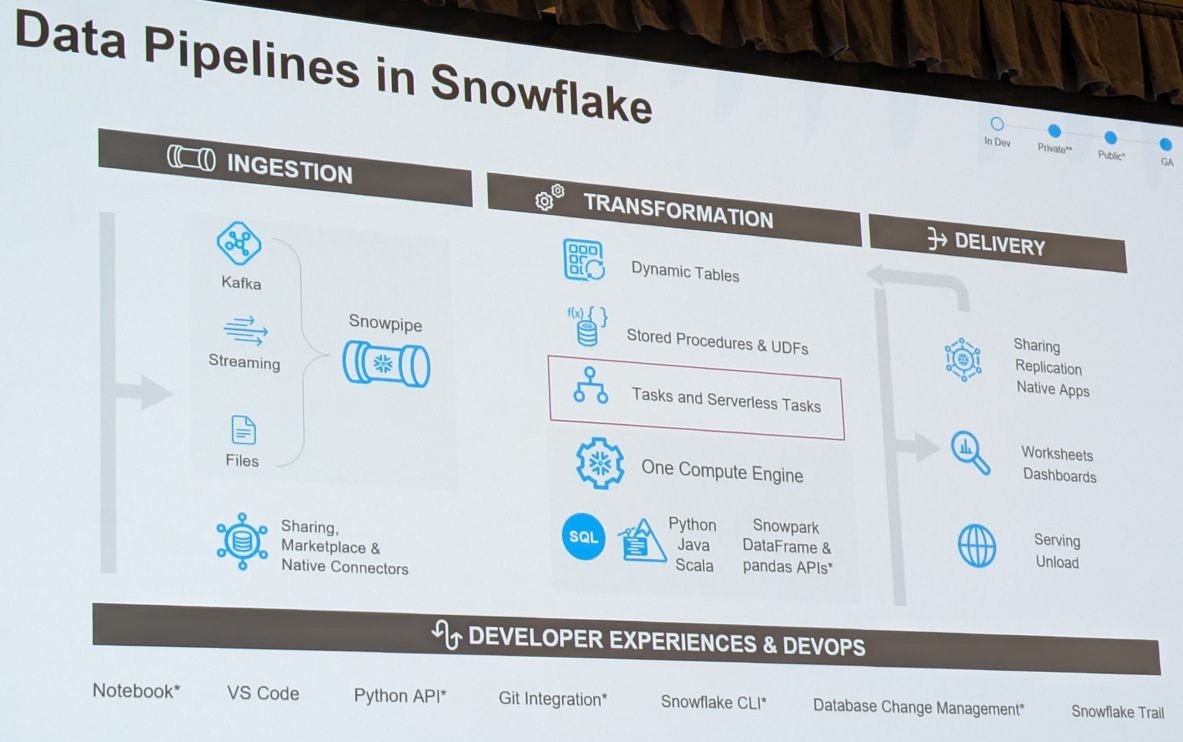 Data Pipelines in Snowflake
In Dev
Private**
Public*
GA
INGESTION
Kafka
Streaming
Files
Snowpipe
Sharing,
Marketplace &
Native Connectors
TRANSFORMATION
Dynamic Tables
f(x) { }
Stored Procedures & UDFs
Tasks and Serverless Tasks
One Compute Engine
SQL
Python
Java
Scala
Snowpark
DataFrame &
pandas APIs*
DELIVERY
Sharing
Replication
Native Apps
Worksheets
Dashboards
Serving
Unload
DEVELOPER EXPERIENCES & DEVOPS
Notebook*
VS Code
Python API*
Git Integration*
Snowflake CLI*
Database Change Management*
Snowflake Trail